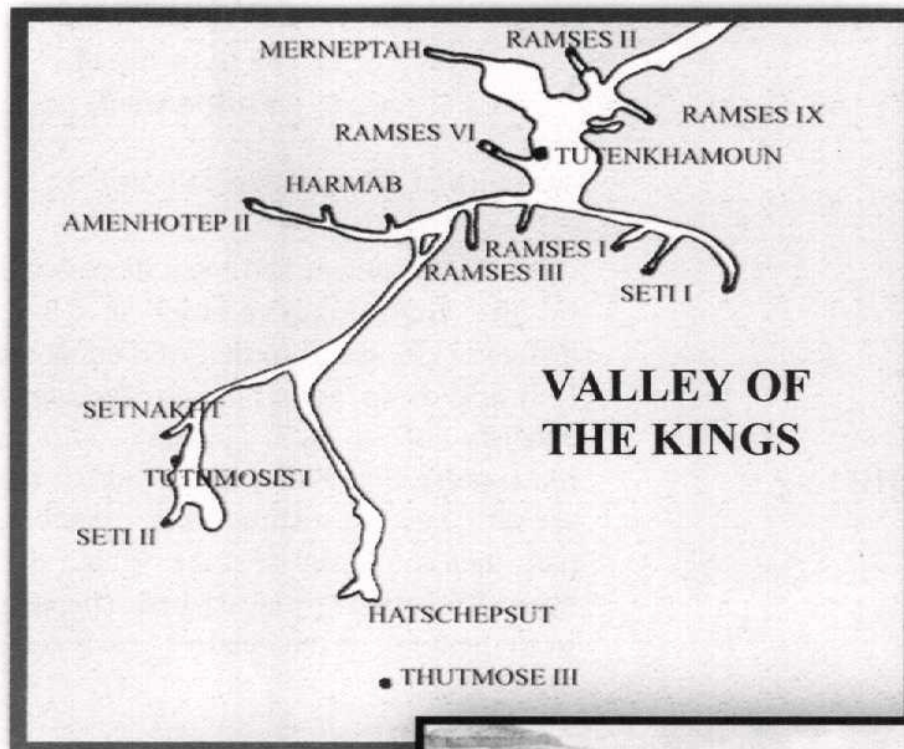 RAMSES II
MERNEPTAH
RAMSES IX
RAMSES VI
TUTENKHAMOUN
HARMAB
AMENHOTEP II
RAMSES I
RAMSES III
SETI I
VALLEY OF
THE KINGS
SETNAKHT
TUTHMOSIS I
SETI II
HATSCHEPSUT
THUTMOSE III